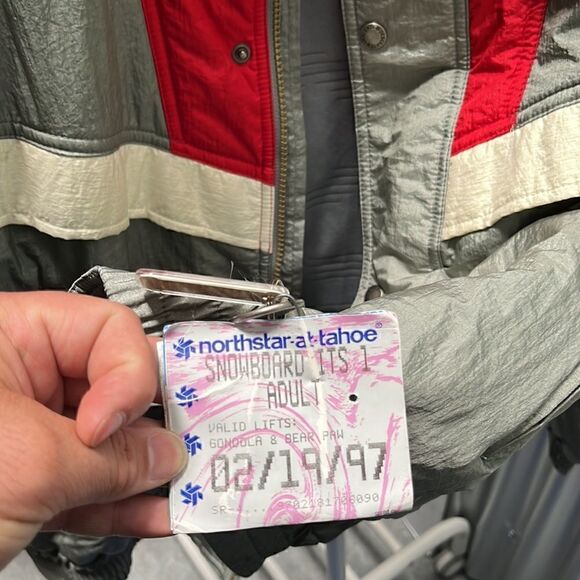 northstar-at-tahoe®
SNOWBOARD ITS 1
ADULT
VALID LIFTS:
GONDOLA & BEAR PAW
02/19/97